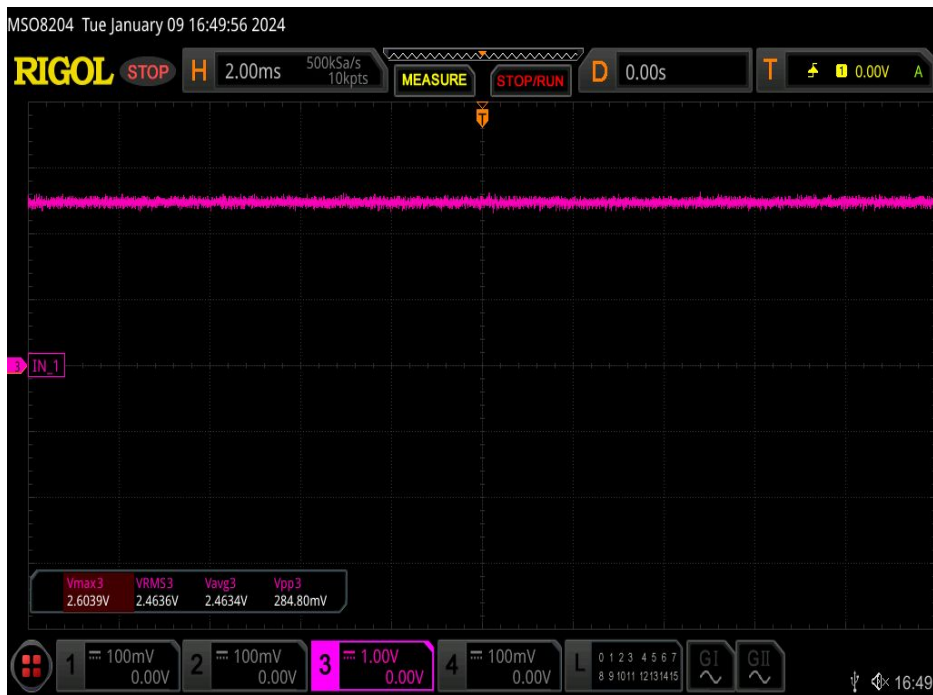 MSO8204 Tue January 09 16:49:56 2024
RIGOL STOP H 2.00ms 500kSa/s 10kpts MEASURE STOP/RUN D 0.00s T 1 0.00V A
T
3 IN_1
Vmax3 VRMS3 Vavg3 Vpp3
2.6039V 2.4636V 2.4634V 284.80mV
1 100mV 0.00V 2 100mV 0.00V 3 1.00V 0.00V 4 100mV 0.00V L 0 1 2 3 4 5 6 7 GI GII
8 9 10 11 12 13 14 15
16:49